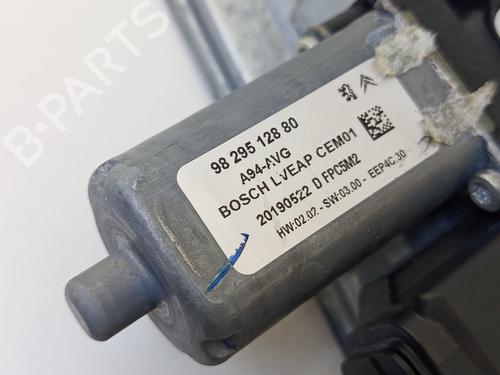 98 295 128 80
A94-AVG
BOSCH LVEAP CEM01
20190522 D FPC5M2
HW:02.02 - SW:03.00 - EEP4C.30
B-PARTS